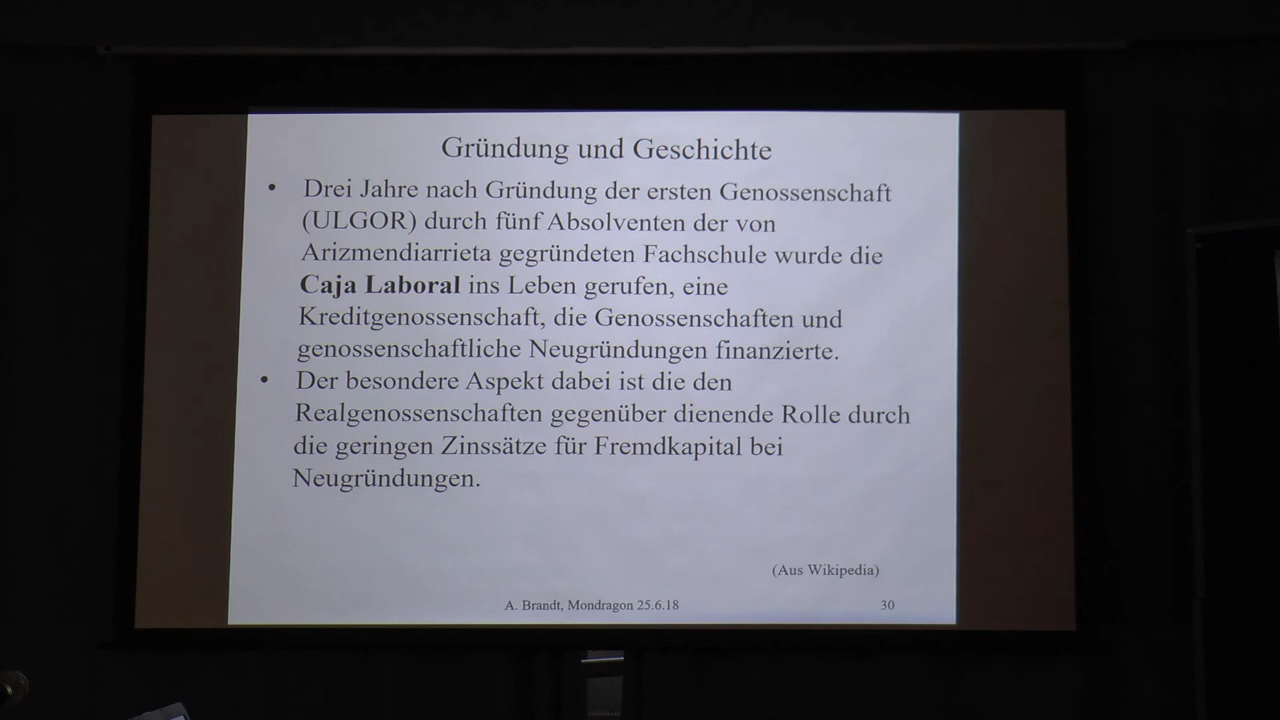 Gründung und Geschichte
• Drei Jahre nach Gründung der ersten Genossenschaft
(ULGOR) durch fünf Absolventen der von
Arizmendiarrieta gegründeten Fachschule wurde die
Caja Laboral ins Leben gerufen, eine
Kreditgenossenschaft, die Genossenschaften und
genossenschaftliche Neugründungen finanzierte.
• Der besondere Aspekt dabei ist die den
Realgenossenschaften gegenüber dienende Rolle durch
die geringen Zinssätze für Fremdkapital bei
Neugründungen.
(Aus Wikipedia)
A. Brandt, Mondragon 25.6.18
30